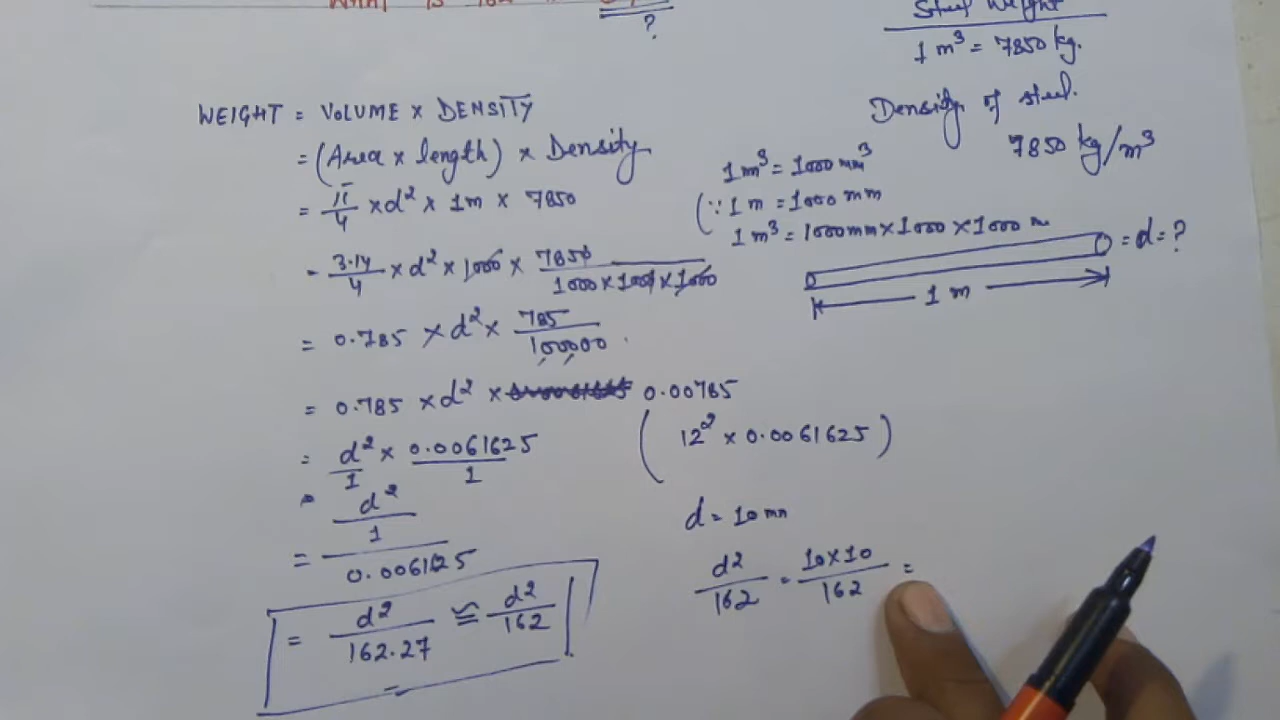 WHAT IS
?
Steel Weight
1 m³ = 7850 kg.
Density of steel.
7850 kg/m³
WEIGHT = VOLUME × DENSITY
= (Area × length) × Density
= π/4 × d² × 1m × 7850
= 3.14/4 × d² × 1000 × 7850/1000×1000×1000
= 0.785 × d² × 785/100000
= 0.785 × d² × 0.00785
= d²/1 × 0.0061625/1
= d²/1/0.0061625
= d²/162.27 ≅ d²/162
1 m³ = 1000 mm³
(∵ 1 m = 1000 mm
1 m³ = 1000mm×1000×1000 m
= d = ?
1 m
(12² × 0.0061625)
d = 10 mm
d²/162 = 10×10/162 =